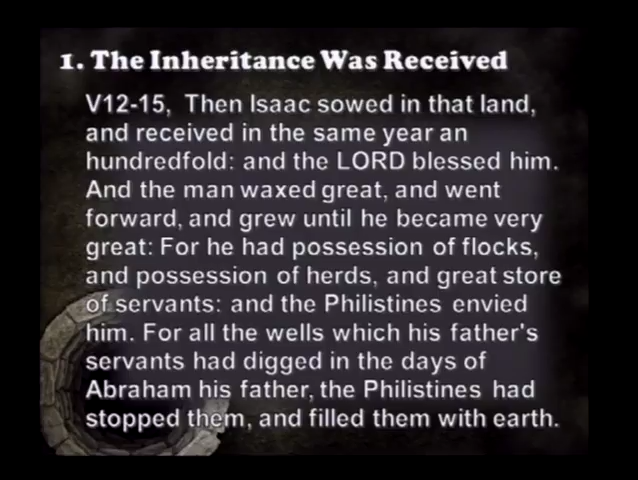 1. The Inheritance Was Received
V12-15, Then Isaac sowed in that land,
and received in the same year an
hundredfold: and the LORD blessed him.
And the man waxed great, and went
forward, and grew until he became very
great: For he had possession of flocks,
and possession of herds, and great store
of servants: and the Philistines envied
him. For all the wells which his father's
servants had digged in the days of
Abraham his father, the Philistines had
stopped them, and filled them with earth.